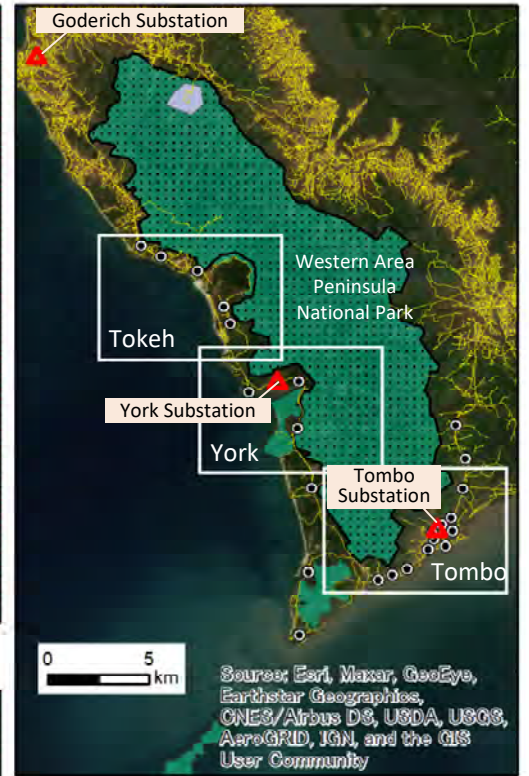 Goderich Substation
Western Area
Peninsula
National Park
Tokeh
York Substation
York
Tombo
Substation
Tombo
0 5
km
Source: Esri, Maxar, GeoEye,
Earthstar Geographics,
CNES/Airbus DS, USDA, USGS,
AeroGRID, IGN, and the GIS
User Community